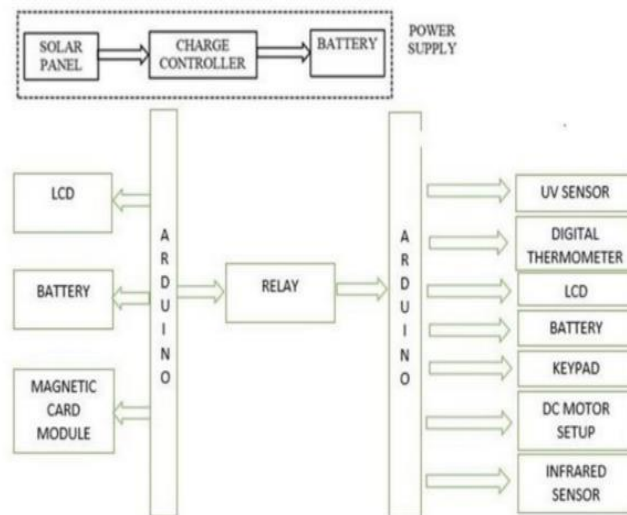 SOLAR
PANEL
CHARGE
CONTROLLER
BATTERY
POWER
SUPPLY
LCD
BATTERY
MAGNETIC
CARD
MODULE
A
R
D
U
I
N
O
RELAY
A
R
D
U
I
N
O
UV SENSOR
DIGITAL
THERMOMETER
LCD
BATTERY
KEYPAD
DC MOTOR
SETUP
INFRARED
SENSOR